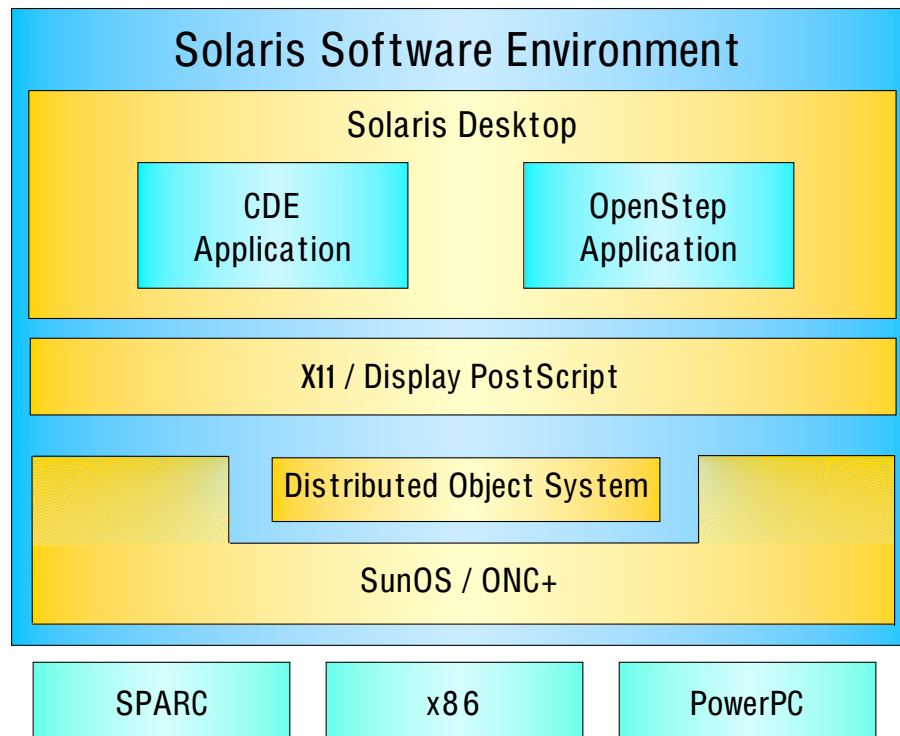 Solaris Software Environment
Solaris Desktop
CDE
Application
OpenStep
Application
X11 / Display PostScript
Distributed Object System
SunOS / ONC+
SPARC
x86
PowerPC